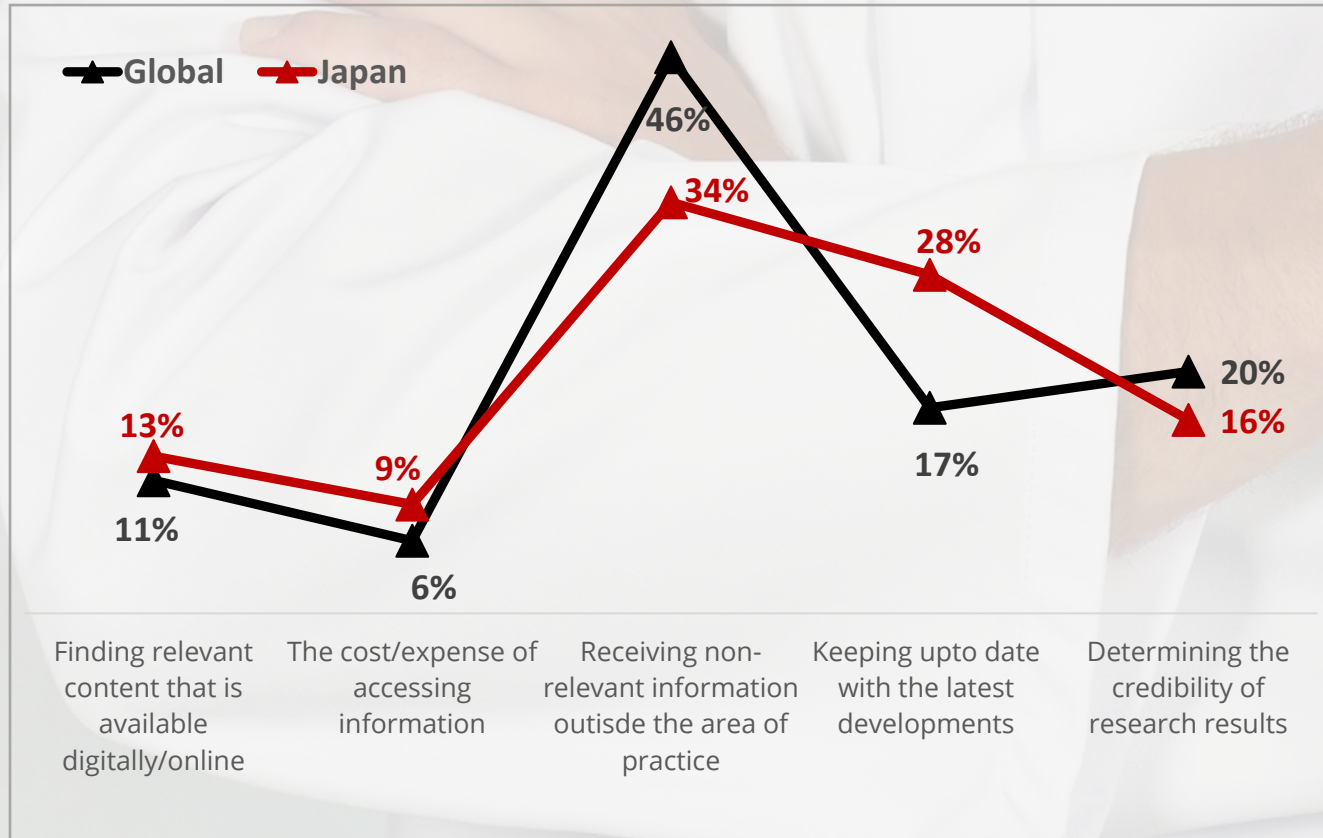 Global Japan
46%
34%
28%
20%
16%
17%
13%
9%
11%
6%
Finding relevant
content that is
available
digitally/online
The cost/expense of
accessing
information
Receiving non-
relevant information
outisde the area of
practice
Keeping upto date
with the latest
developments
Determining the
credibility of
research results